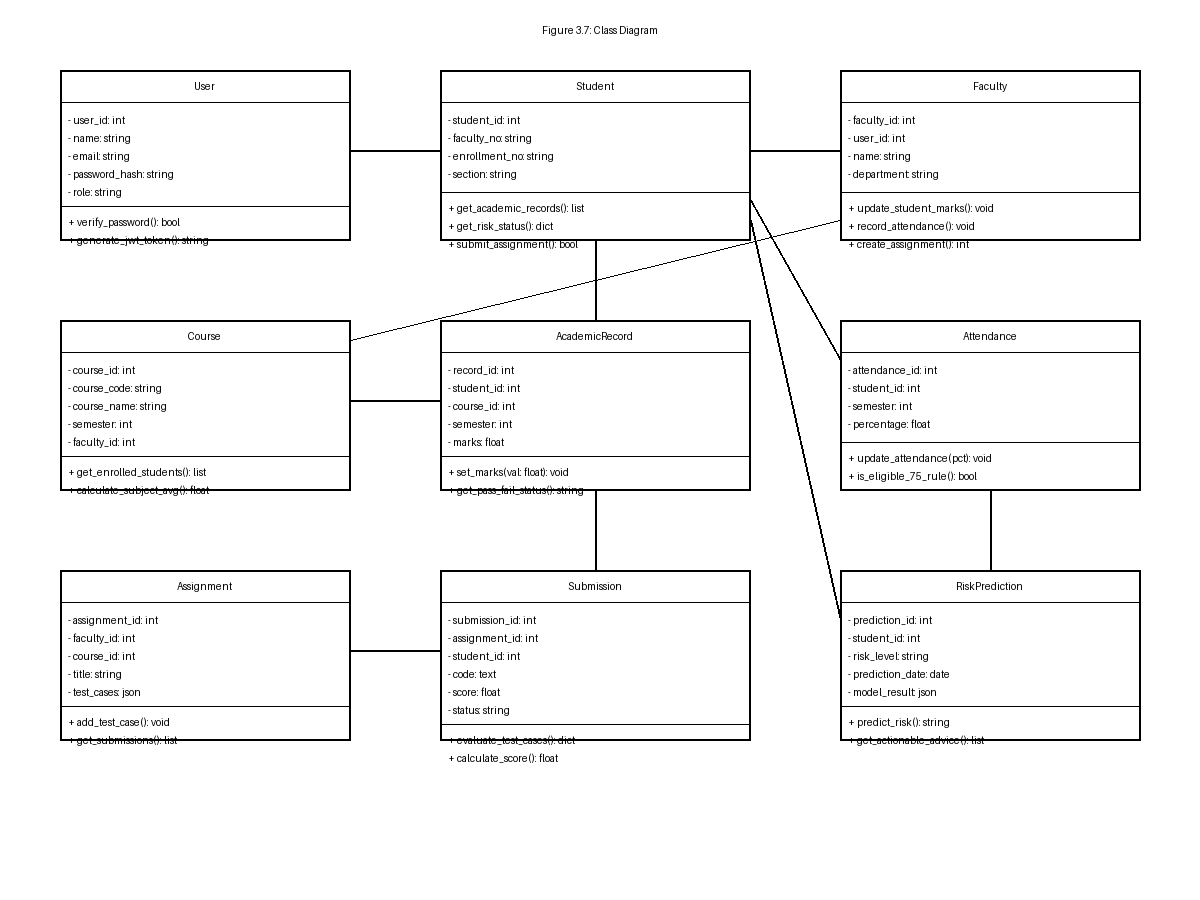 Figure 3.7: Class Diagram
User
- user_id: int
- name: string
- email: string
- password_hash: string
- role: string
+ verify_password(): bool
+ generate_jwt_token(): string
Student
- student_id: int
- faculty_no: string
- enrollment_no: string
- section: string
+ get_academic_records(): list
+ get_risk_status(): dict
+ submit_assignment(): bool
Faculty
- faculty_id: int
- user_id: int
- name: string
- department: string
+ update_student_marks(): void
+ record_attendance(): void
+ create_assignment(): int
Course
- course_id: int
- course_code: string
- course_name: string
- semester: int
- faculty_id: int
+ get_enrolled_students(): list
+ calculate_subject_avg(): float
AcademicRecord
- record_id: int
- student_id: int
- course_id: int
- semester: int
- marks: float
+ set_marks(val: float): void
+ get_pass_fail_status(): string
Attendance
- attendance_id: int
- student_id: int
- semester: int
- percentage: float
+ update_attendance(pct): void
+ is_eligible_75_rule(): bool
Assignment
- assignment_id: int
- faculty_id: int
- course_id: int
- title: string
- test_cases: json
+ add_test_case(): void
+ get_submissions(): list
Submission
- submission_id: int
- assignment_id: int
- student_id: int
- code: text
- score: float
- status: string
+ evaluate_test_cases(): dict
+ calculate_score(): float
RiskPrediction
- prediction_id: int
- student_id: int
- risk_level: string
- prediction_date: date
- model_result: json
+ predict_risk(): string
+ get_actionable_advice(): list